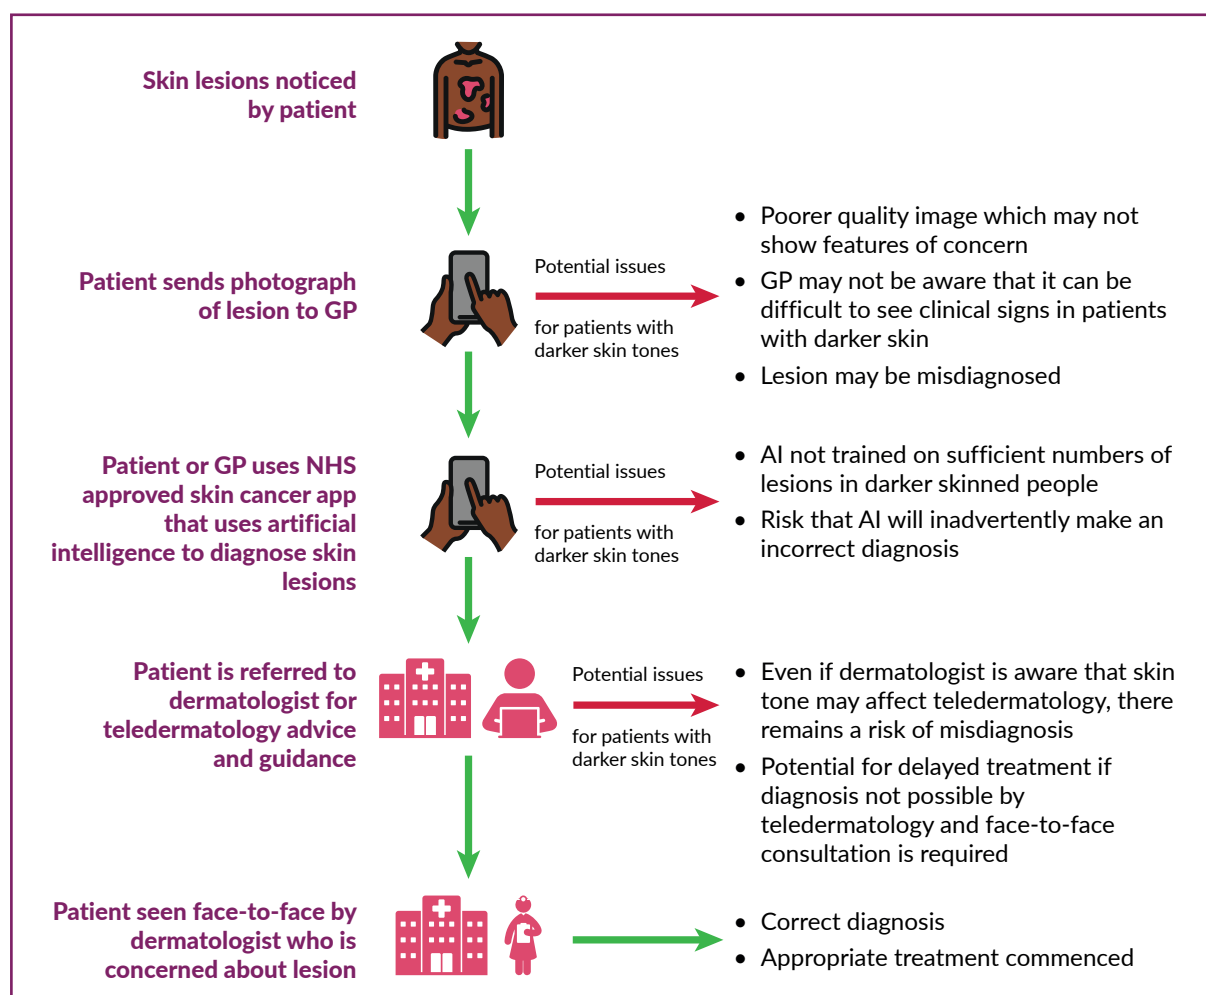 Skin lesions noticed
by patient
Patient sends photograph
of lesion to GP
Potential issues
for patients with
darker skin tones
• Poorer quality image which may not
show features of concern
• GP may not be aware that it can be
difficult to see clinical signs in patients
with darker skin
• Lesion may be misdiagnosed
Patient or GP uses NHS
approved skin cancer app
that uses artificial
intelligence to diagnose skin
lesions
Potential issues
for patients with
darker skin tones
• AI not trained on sufficient numbers of
lesions in darker skinned people
• Risk that AI will inadvertently make an
incorrect diagnosis
Patient is referred to
dermatologist for
teledermatology advice
and guidance
Potential issues
for patients with
darker skin tones
• Even if dermatologist is aware that skin
tone may affect teledermatology, there
remains a risk of misdiagnosis
• Potential for delayed treatment if
diagnosis not possible by
teledermatology and face-to-face
consultation is required
Patient seen face-to-face by
dermatologist who is
concerned about lesion
• Correct diagnosis
• Appropriate treatment commenced